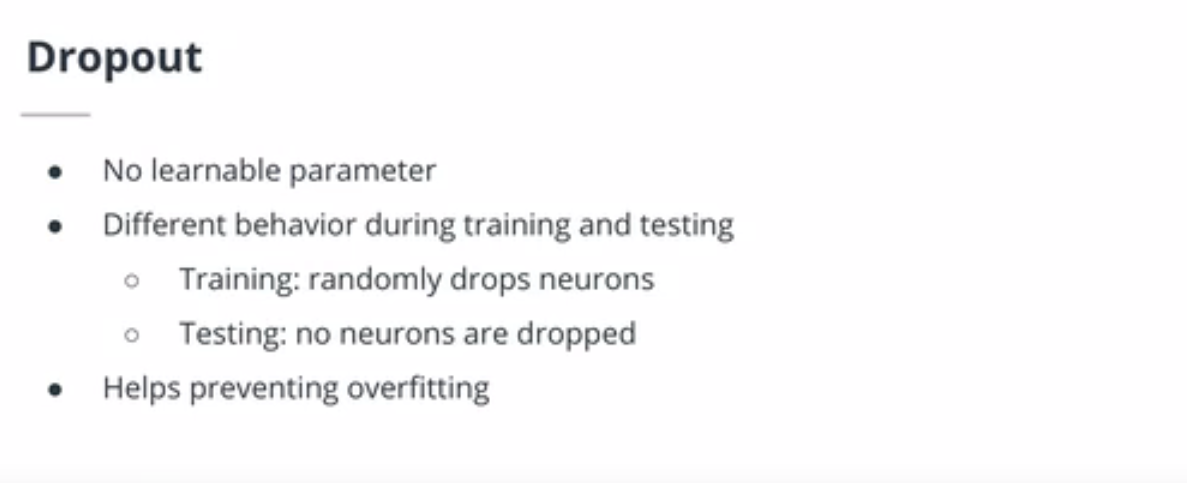 Dropout
● No learnable parameter
● Different behavior during training and testing
○ Training: randomly drops neurons
○ Testing: no neurons are dropped
● Helps preventing overfitting